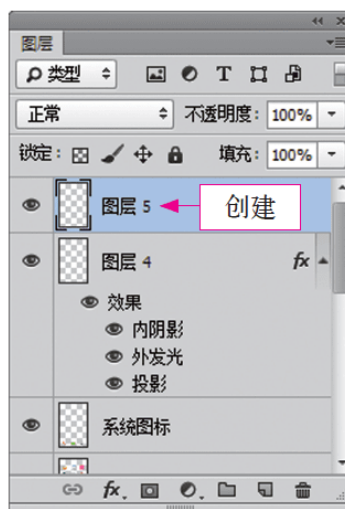 图层
类型
正常 不透明度: 100%
锁定: 填充: 100%
图层 5 创建
图层 4 fx
效果
内阴影
外发光
投影
系统图标
fx